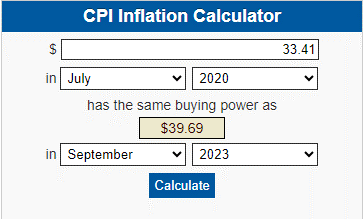 CPI Inflation Calculator
$ 33.41
in July 2020
has the same buying power as
$39.69
in September 2023
Calculate